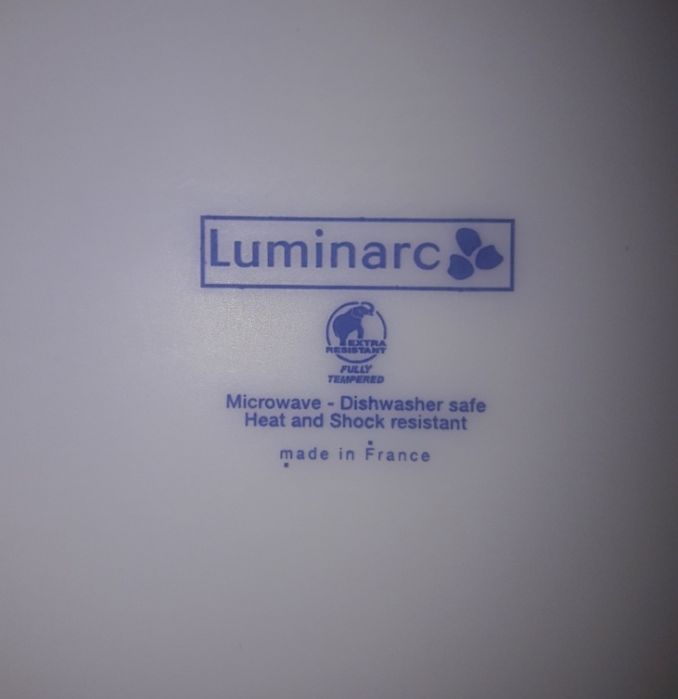 Luminarc
EXTRA
RESISTANT
FULLY
TEMPERED
Microwave - Dishwasher safe
Heat and Shock resistant
made in France